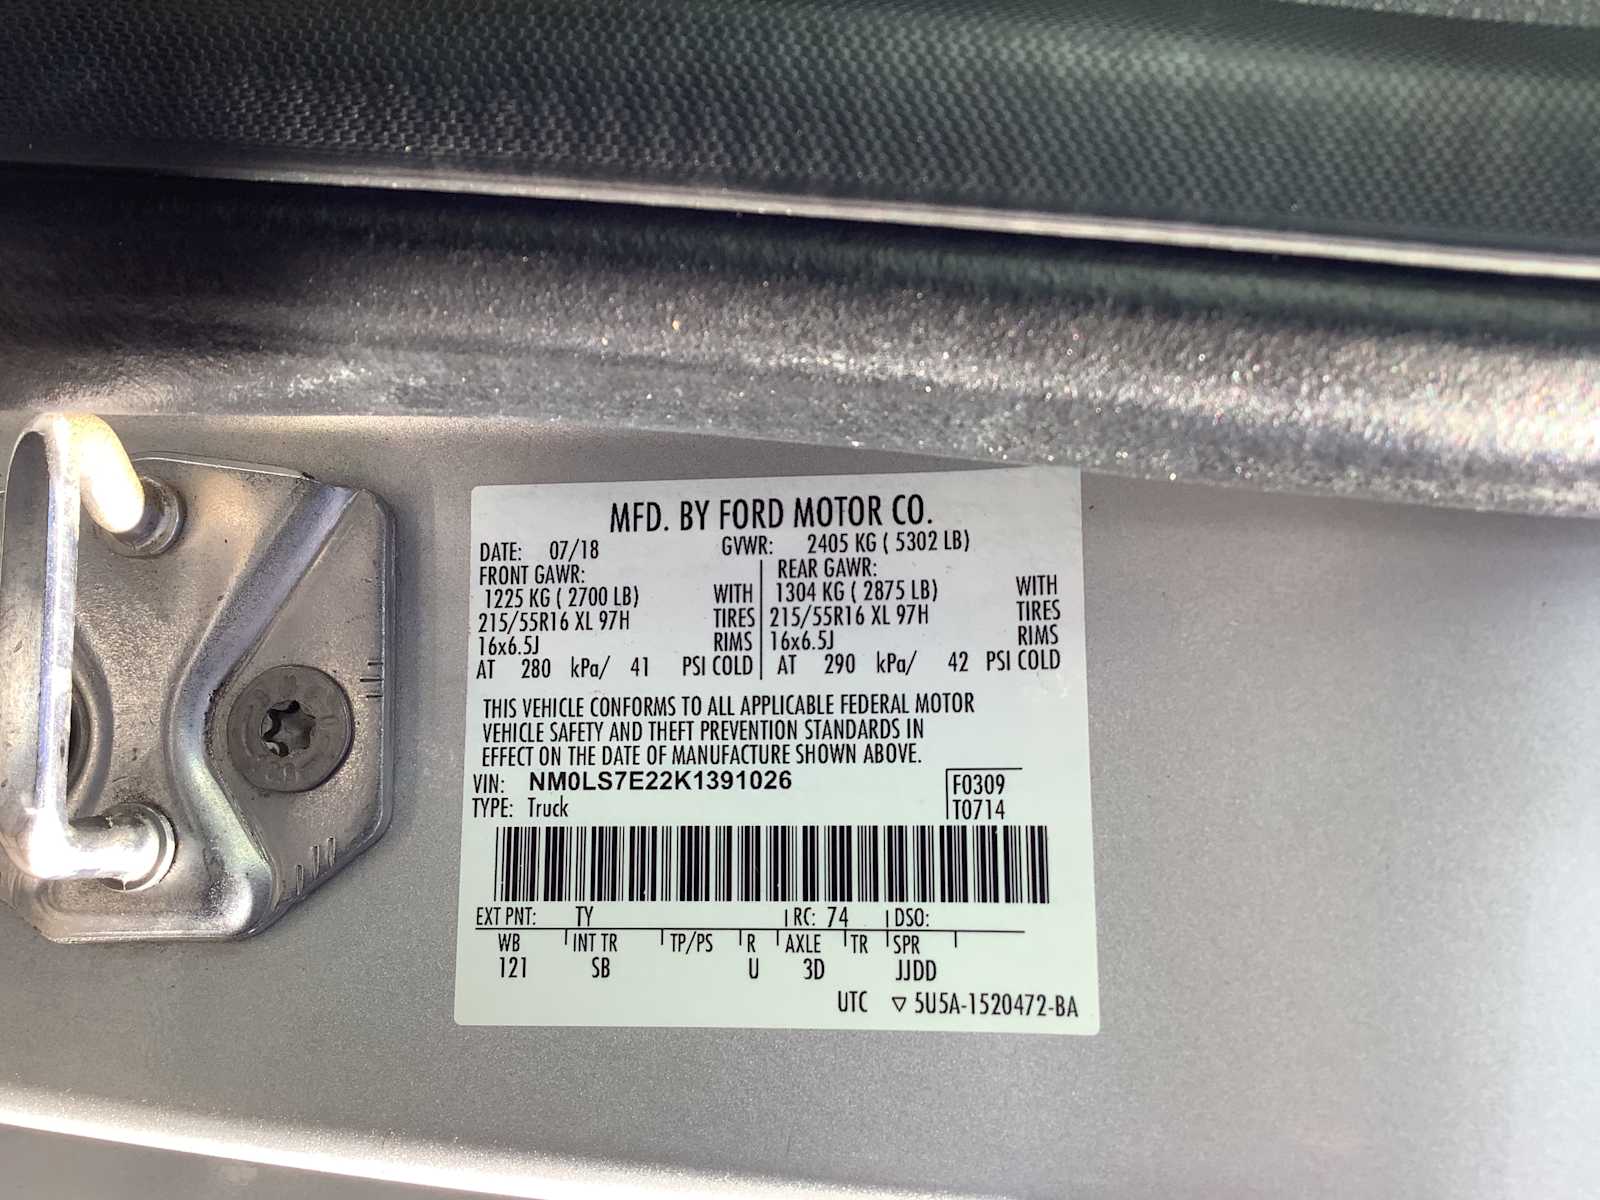 MFD. BY FORD MOTOR CO.
DATE: 07/18 GVWR: 2405 KG ( 5302 LB)
FRONT GAWR: REAR GAWR:
1225 KG ( 2700 LB) WITH 1304 KG ( 2875 LB) WITH
215/55R16 XL 97H TIRES 215/55R16 XL 97H TIRES
16x6.5J RIMS 16x6.5J RIMS
AT 280 kPa/ 41 PSI COLD AT 290 kPa/ 42 PSI COLD
THIS VEHICLE CONFORMS TO ALL APPLICABLE FEDERAL MOTOR
VEHICLE SAFETY AND THEFT PREVENTION STANDARDS IN
EFFECT ON THE DATE OF MANUFACTURE SHOWN ABOVE.
VIN: NM0LS7E22K1391026 F0309
TYPE: Truck T0714
EXT PNT: TY RC: 74 DSO:
WB INT TR TP/PS R AXLE TR SPR
121 SB U 3D JJDD
UTC ▽ 5U5A-1520472-BA